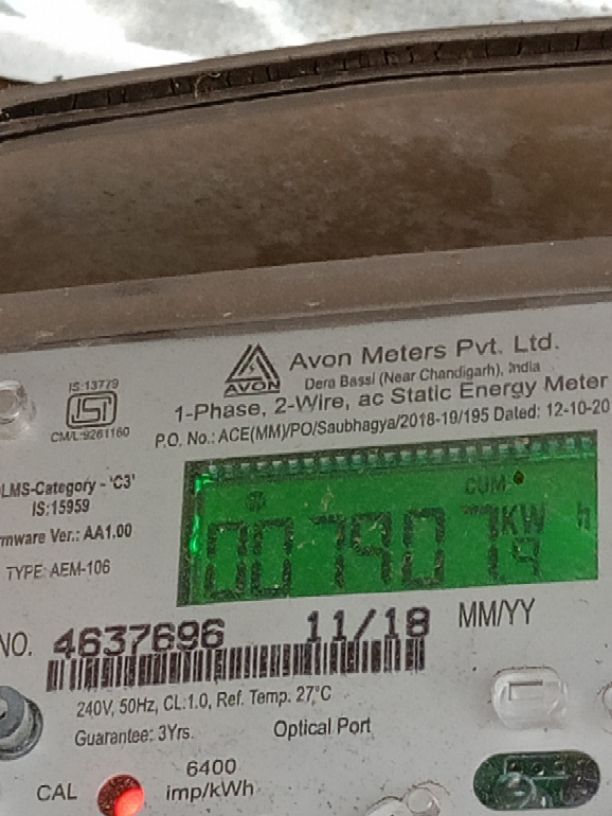 Avon Meters Pvt. Ltd.
AVON
Dera Bassi (Near Chandigarh), India
1-Phase, 2-Wire, ac Static Energy Meter
P.O. No.: ACE(MM)/PO/Saubhagya/2018-19/195 Dated: 12-10-20
IS:13779
ISI
CM/L:9261160
LMS-Category - 'C3'
IS:15959
mware Ver.: AA1.00
TYPE: AEM-106
CUM
KW h
NO. 4637696 11/18 MM/YY
240V, 50Hz, CL:1.0, Ref. Temp. 27°C
Guarantee: 3Yrs. Optical Port
6400
CAL imp/kWh